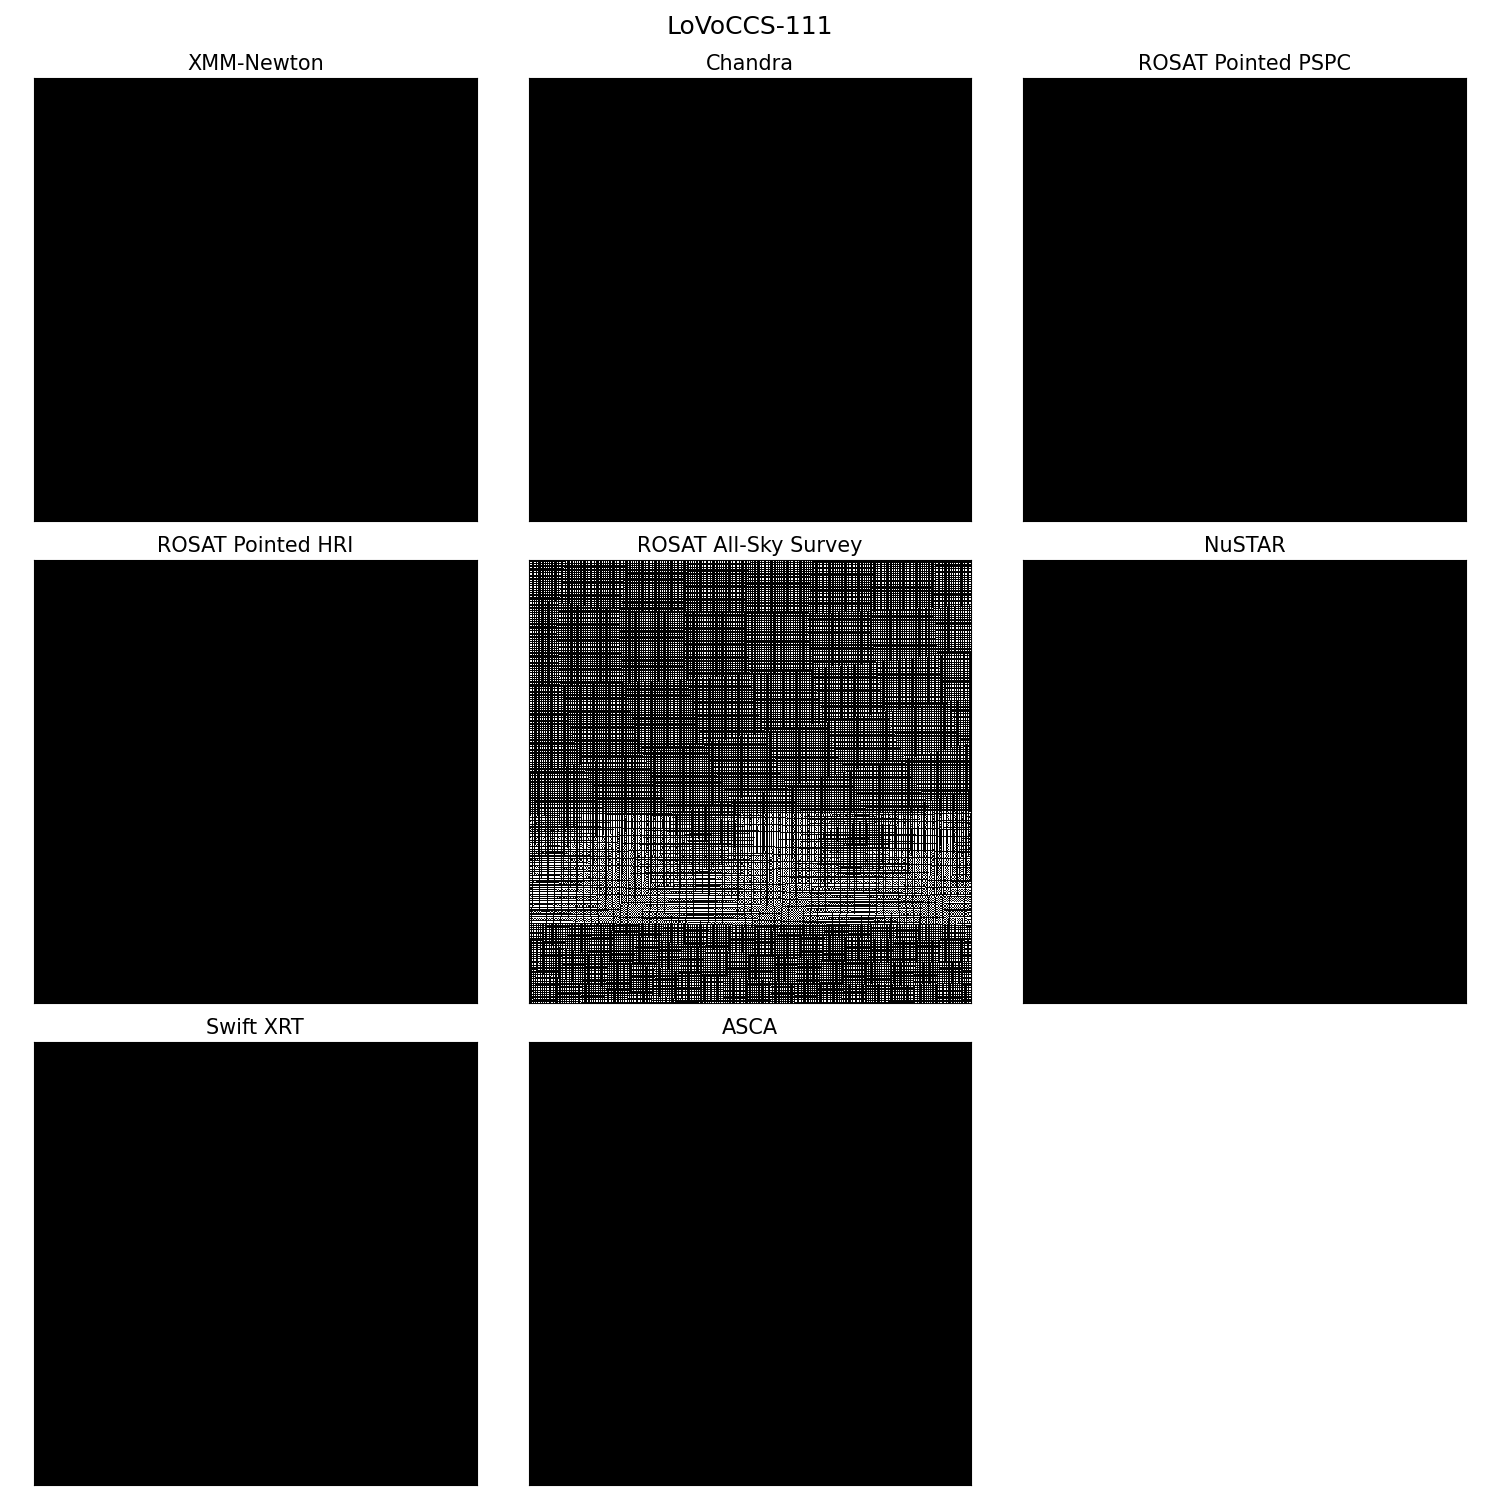 LoVoCCS-111
XMM-Newton
Chandra
ROSAT Pointed PSPC
ROSAT Pointed HRI
ROSAT All-Sky Survey
NuSTAR
Swift XRT
ASCA